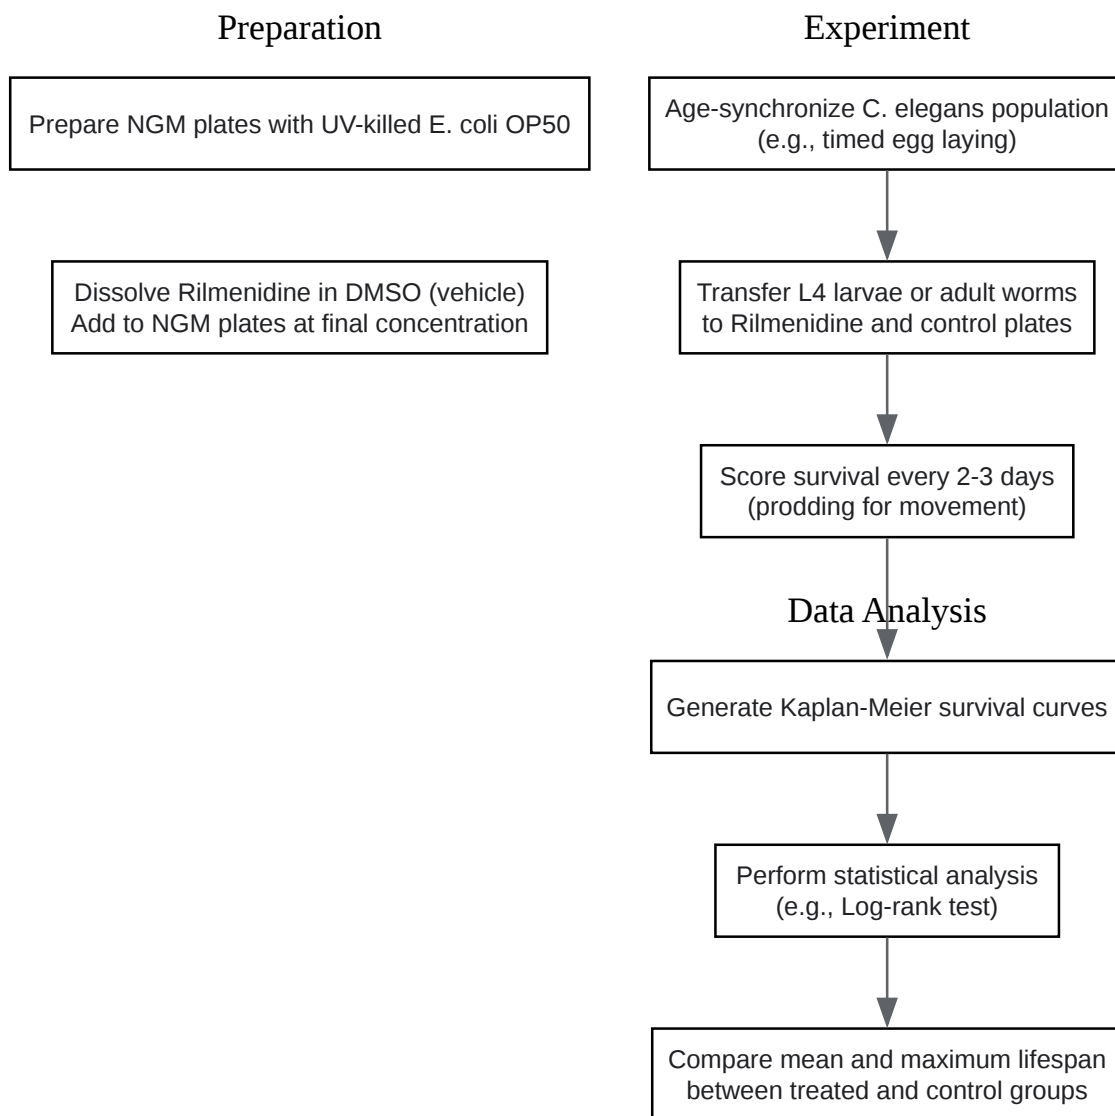 Preparation
Prepare NGM plates with UV-killed E. coli OP50
Dissolve Rilmenidine in DMSO (vehicle)
Add to NGM plates at final concentration
Experiment
Age-synchronize C. elegans population
(e.g., timed egg laying)
Transfer L4 larvae or adult worms
to Rilmenidine and control plates
Score survival every 2-3 days
(prodding for movement)
Data Analysis
Generate Kaplan-Meier survival curves
Perform statistical analysis
(e.g., Log-rank test)
Compare mean and maximum lifespan
between treated and control groups